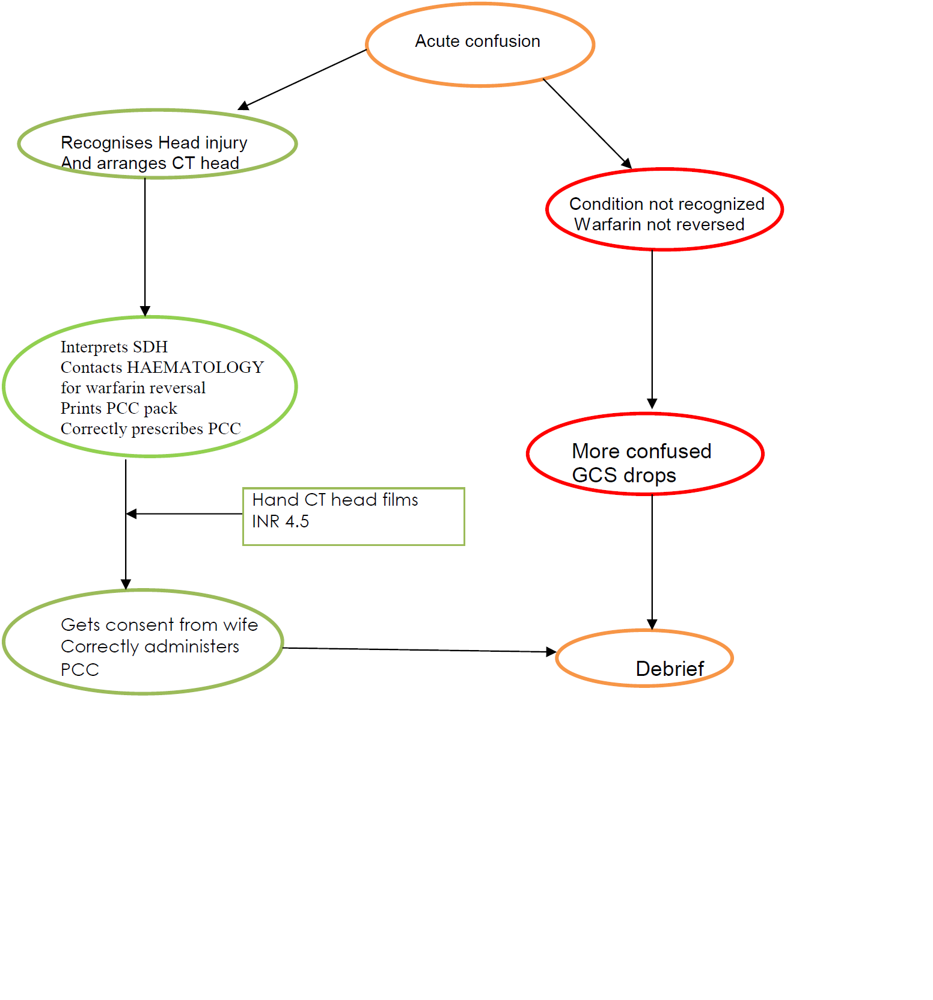 Acute confusion
Recognises Head injury
And arranges CT head
Condition not recognized
Warfarin not reversed
Interprets SDH
Contacts HAEMATOLOGY
for warfarin reversal
Prints PCC pack
Correctly prescribes PCC
More confused
GCS drops
Hand CT head films
INR 4.5
Gets consent from wife
Correctly administers
PCC
Debrief